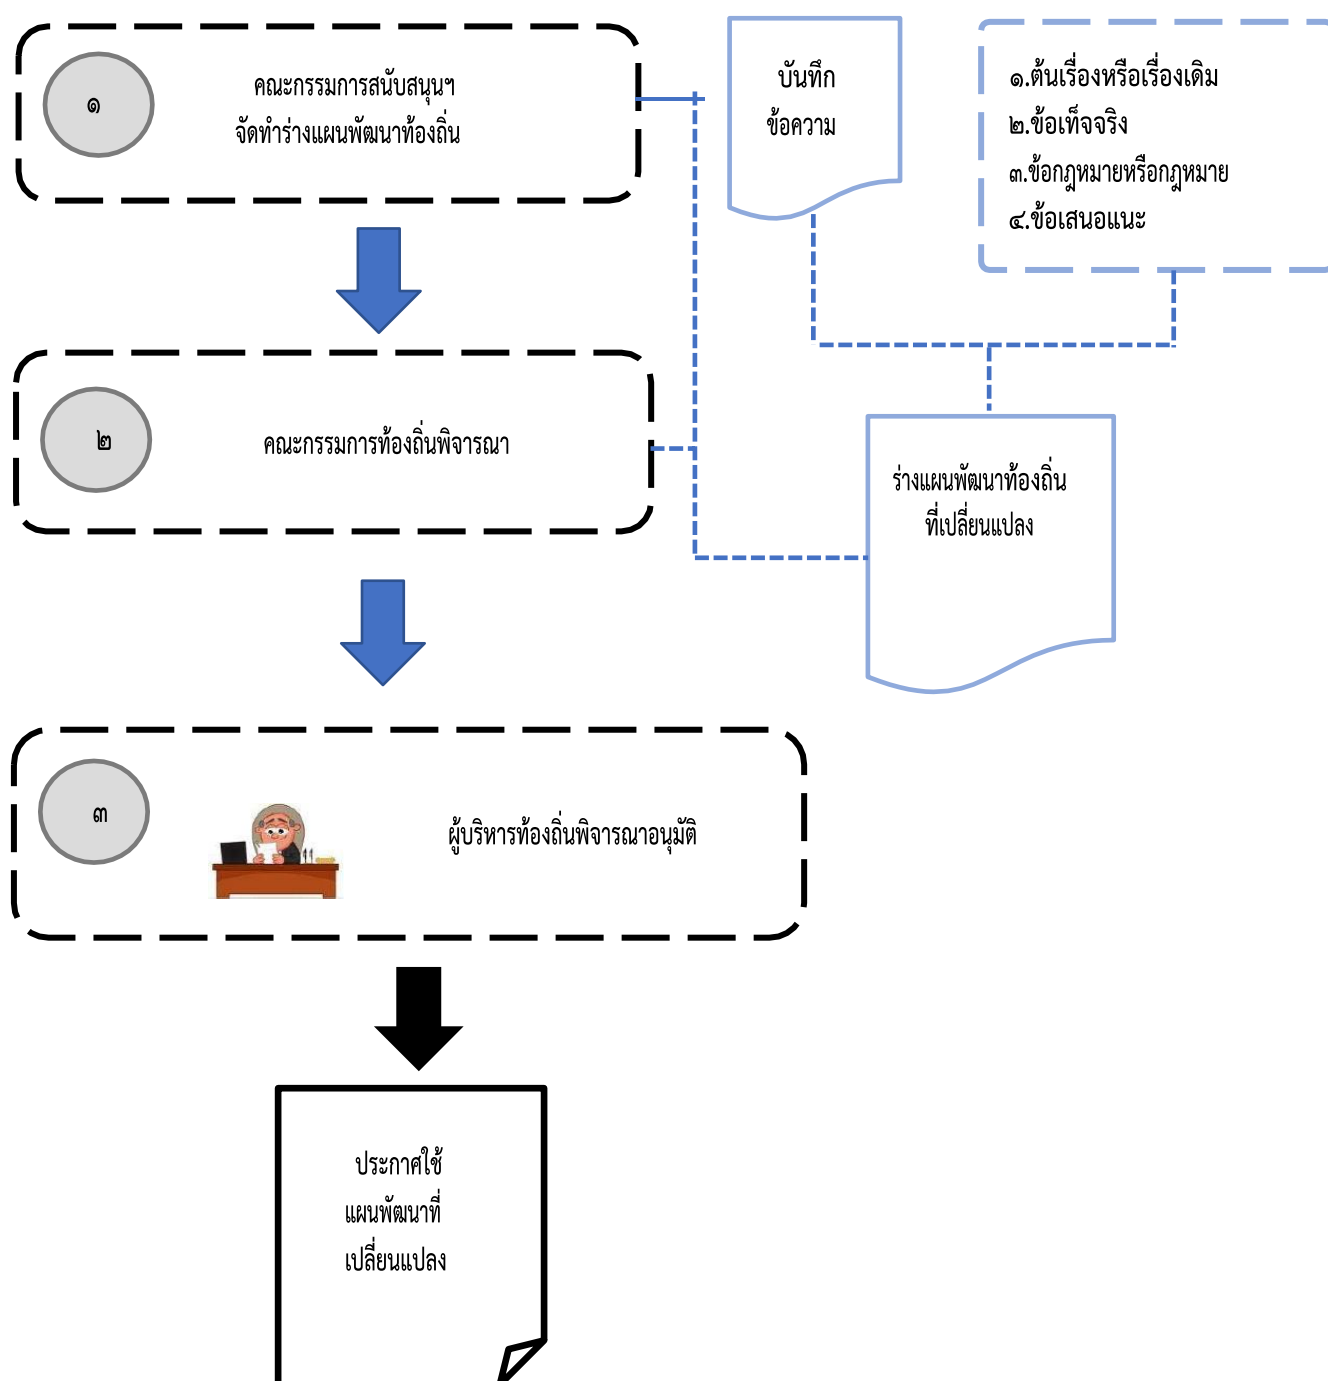 ๑
คณะกรรมการสนับสนุนฯ
จัดทำร่างแผนพัฒนาท้องถิ่น
บันทึก
ข้อความ
๑.ต้นเรื่องหรือเรื่องเดิม
๒.ข้อเท็จจริง
๓.ข้อกฎหมายหรือกฎหมาย
๔.ข้อเสนอแนะ
๒
คณะกรรมการท้องถิ่นพิจารณา
ร่างแผนพัฒนาท้องถิ่น
ที่เปลี่ยนแปลง
๓
ผู้บริหารท้องถิ่นพิจารณาอนุมัติ
ประกาศใช้
แผนพัฒนาที่
เปลี่ยนแปลง